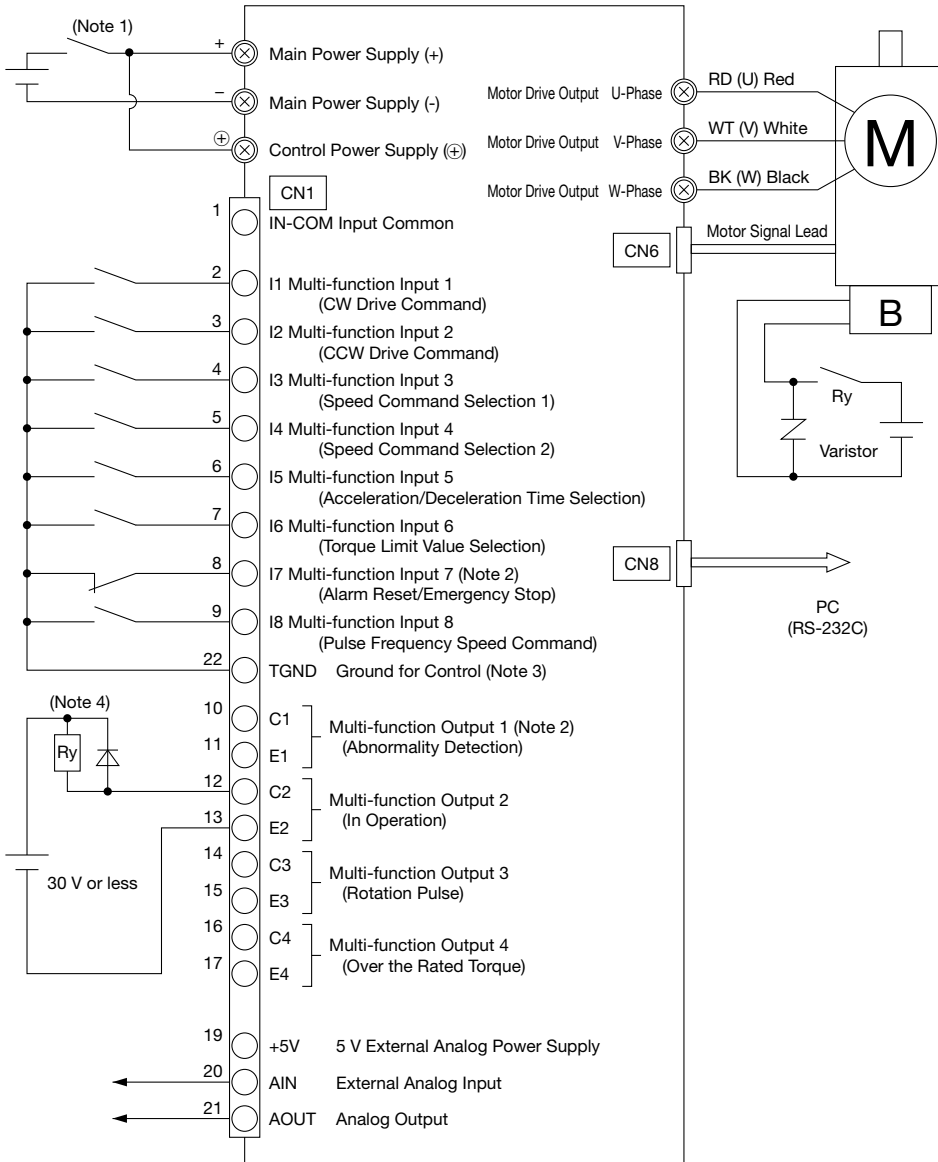 (Note 1)
+ Main Power Supply (+)
− Main Power Supply (-)
⊕ Control Power Supply (⊕)
Motor Drive Output U-Phase RD (U) Red
Motor Drive Output V-Phase WT (V) White
Motor Drive Output W-Phase BK (W) Black
M
CN6 Motor Signal Lead
B
Ry
Varistor
CN8
PC
(RS-232C)
CN1
1 IN-COM Input Common
2 I1 Multi-function Input 1
(CW Drive Command)
3 I2 Multi-function Input 2
(CCW Drive Command)
4 I3 Multi-function Input 3
(Speed Command Selection 1)
5 I4 Multi-function Input 4
(Speed Command Selection 2)
6 I5 Multi-function Input 5
(Acceleration/Deceleration Time Selection)
7 I6 Multi-function Input 6
(Torque Limit Value Selection)
8 I7 Multi-function Input 7 (Note 2)
(Alarm Reset/Emergency Stop)
9 I8 Multi-function Input 8
(Pulse Frequency Speed Command)
22 TGND Ground for Control (Note 3)
(Note 4)
Ry
30 V or less
10 C1
11 E1
Multi-function Output 1 (Note 2)
(Abnormality Detection)
12 C2
13 E2
Multi-function Output 2
(In Operation)
14 C3
15 E3
Multi-function Output 3
(Rotation Pulse)
16 C4
17 E4
Multi-function Output 4
(Over the Rated Torque)
19 +5V 5 V External Analog Power Supply
20 AIN External Analog Input
21 AOUT Analog Output